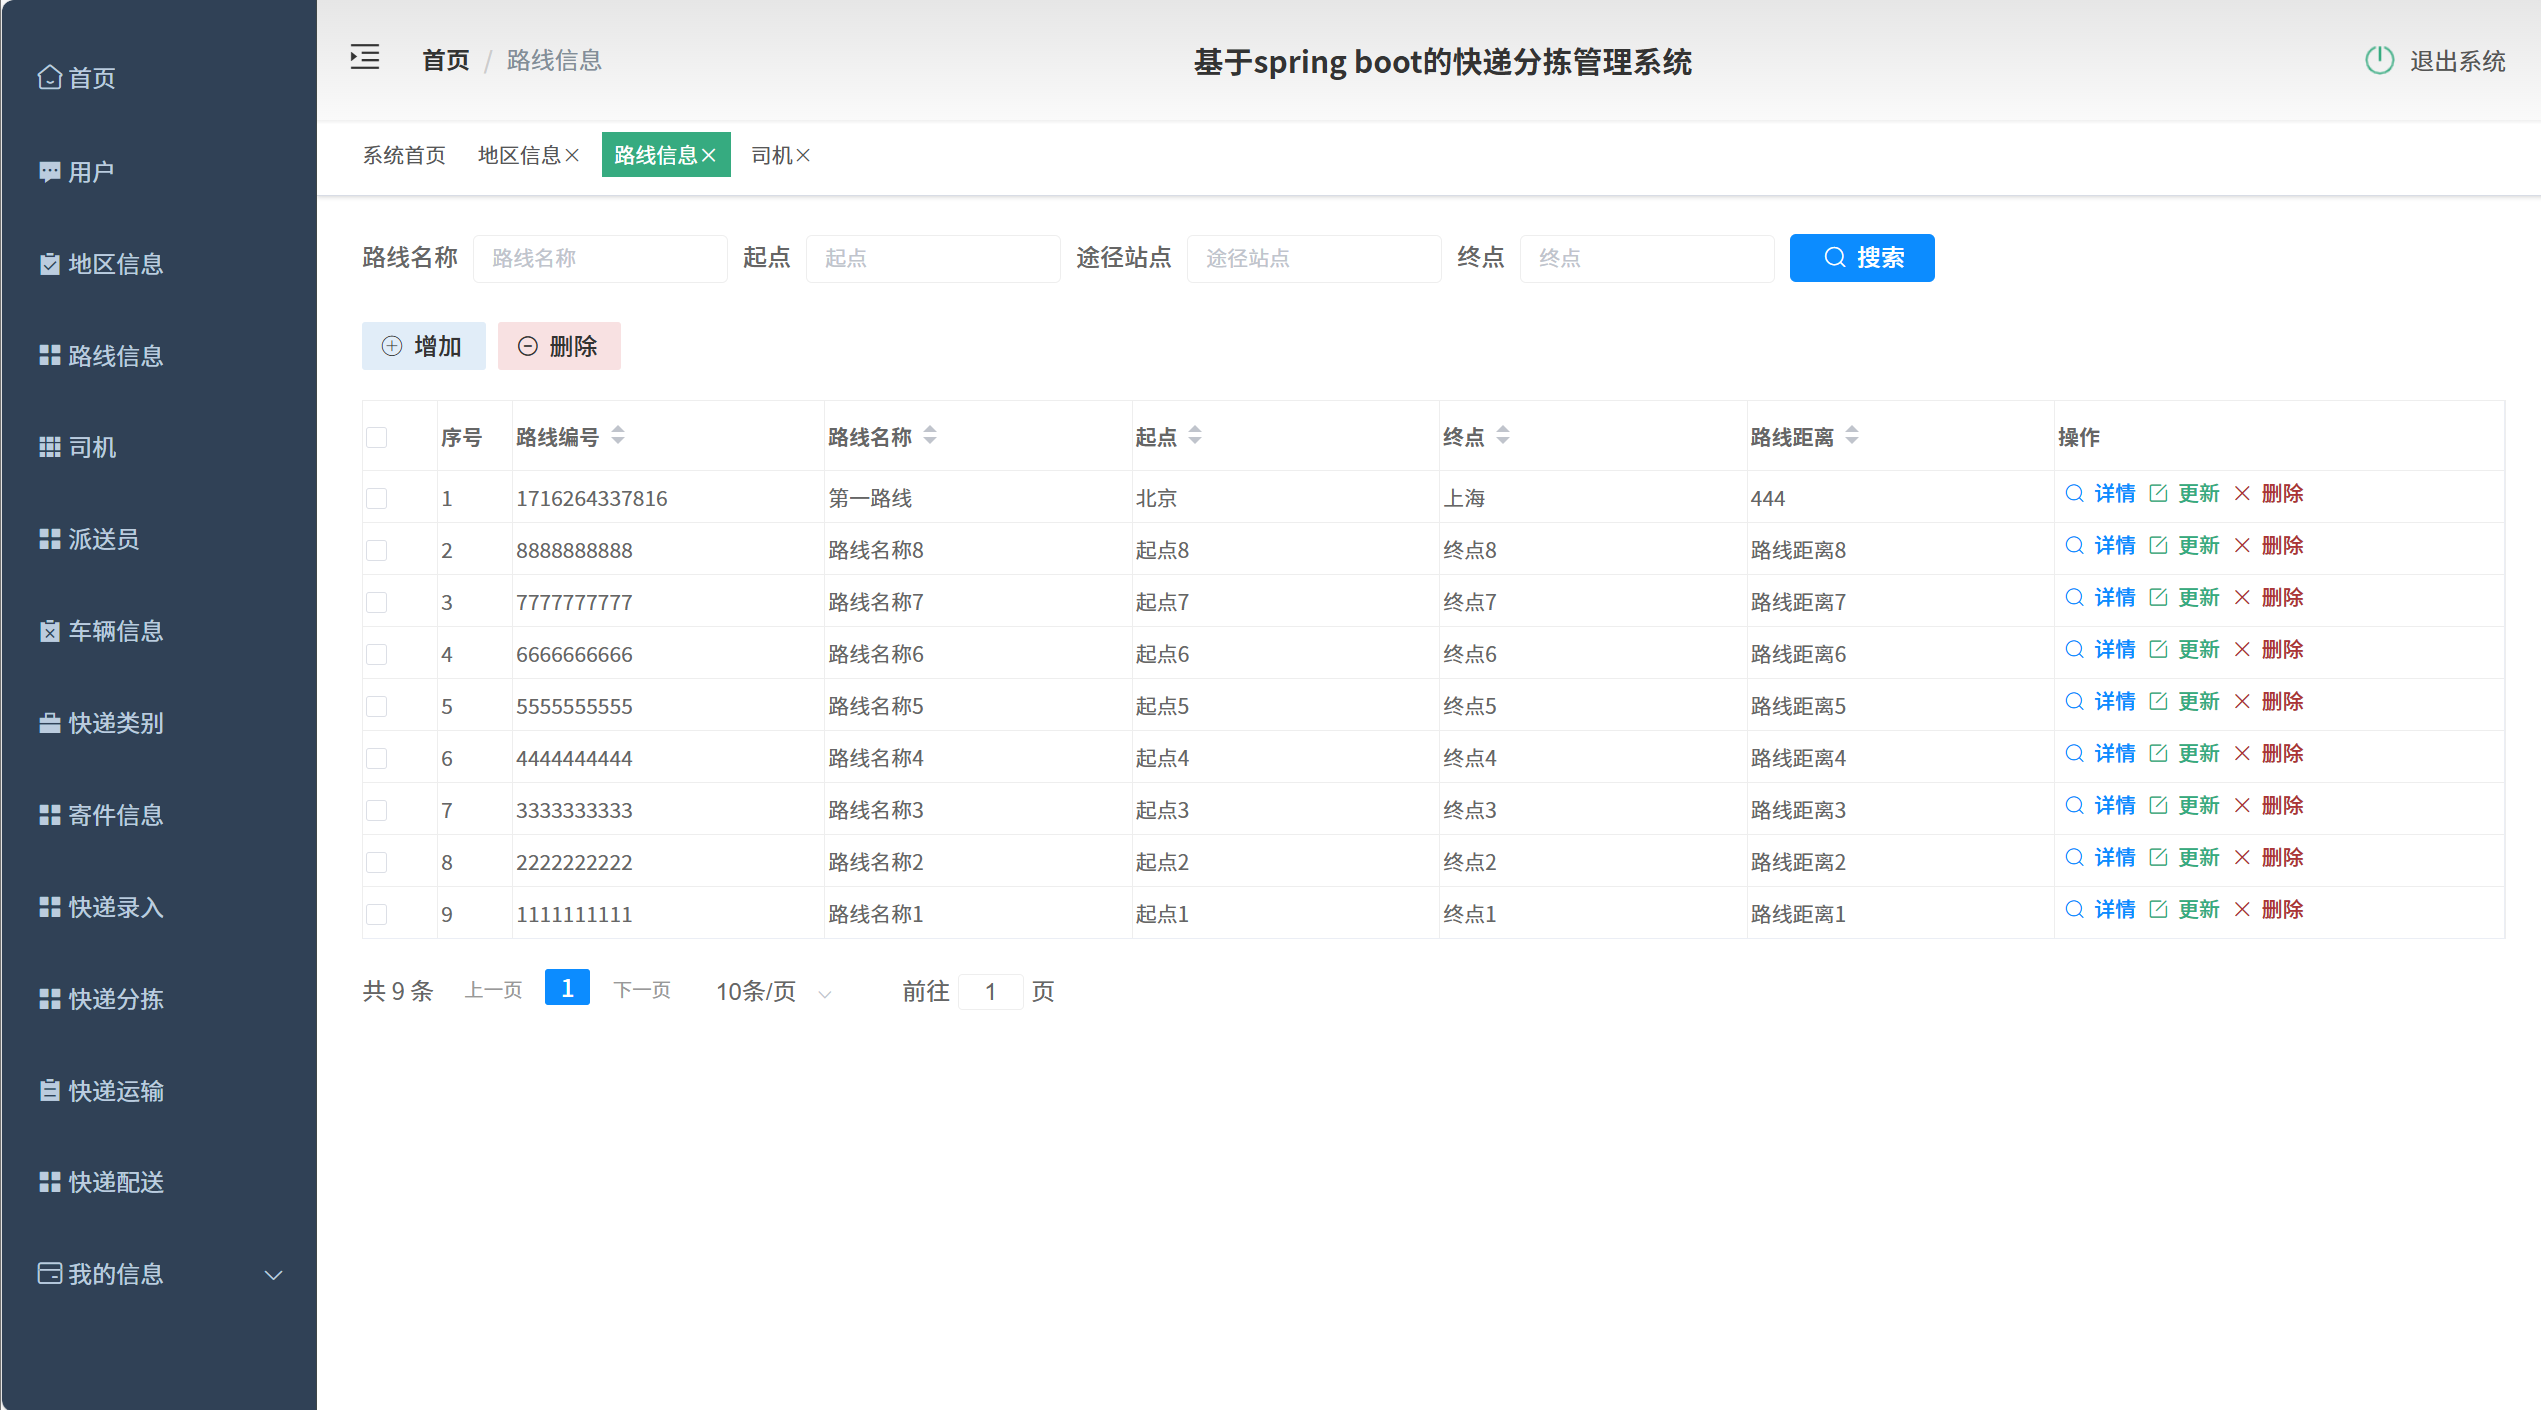 首页
用户
地区信息
路线信息
司机
派送员
车辆信息
快递类别
寄件信息
快递录入
快递分拣
快递运输
快递配送
我的信息
首页 / 路线信息
基于spring boot的快递分拣管理系统
退出系统
系统首页 地区信息 路线信息 司机
路线名称 路线名称 起点 起点 途径站点 途径站点 终点 终点 搜索
增加 删除
序号 路线编号 路线名称 起点 终点 路线距离 操作
1 1716264337816 第一路线 北京 上海 444 详情 更新 删除
2 8888888888 路线名称8 起点8 终点8 路线距离8 详情 更新 删除
3 7777777777 路线名称7 起点7 终点7 路线距离7 详情 更新 删除
4 6666666666 路线名称6 起点6 终点6 路线距离6 详情 更新 删除
5 5555555555 路线名称5 起点5 终点5 路线距离5 详情 更新 删除
6 4444444444 路线名称4 起点4 终点4 路线距离4 详情 更新 删除
7 3333333333 路线名称3 起点3 终点3 路线距离3 详情 更新 删除
8 2222222222 路线名称2 起点2 终点2 路线距离2 详情 更新 删除
9 1111111111 路线名称1 起点1 终点1 路线距离1 详情 更新 删除
共 9 条 上一页 1 下一页 10条/页 前往 1 页